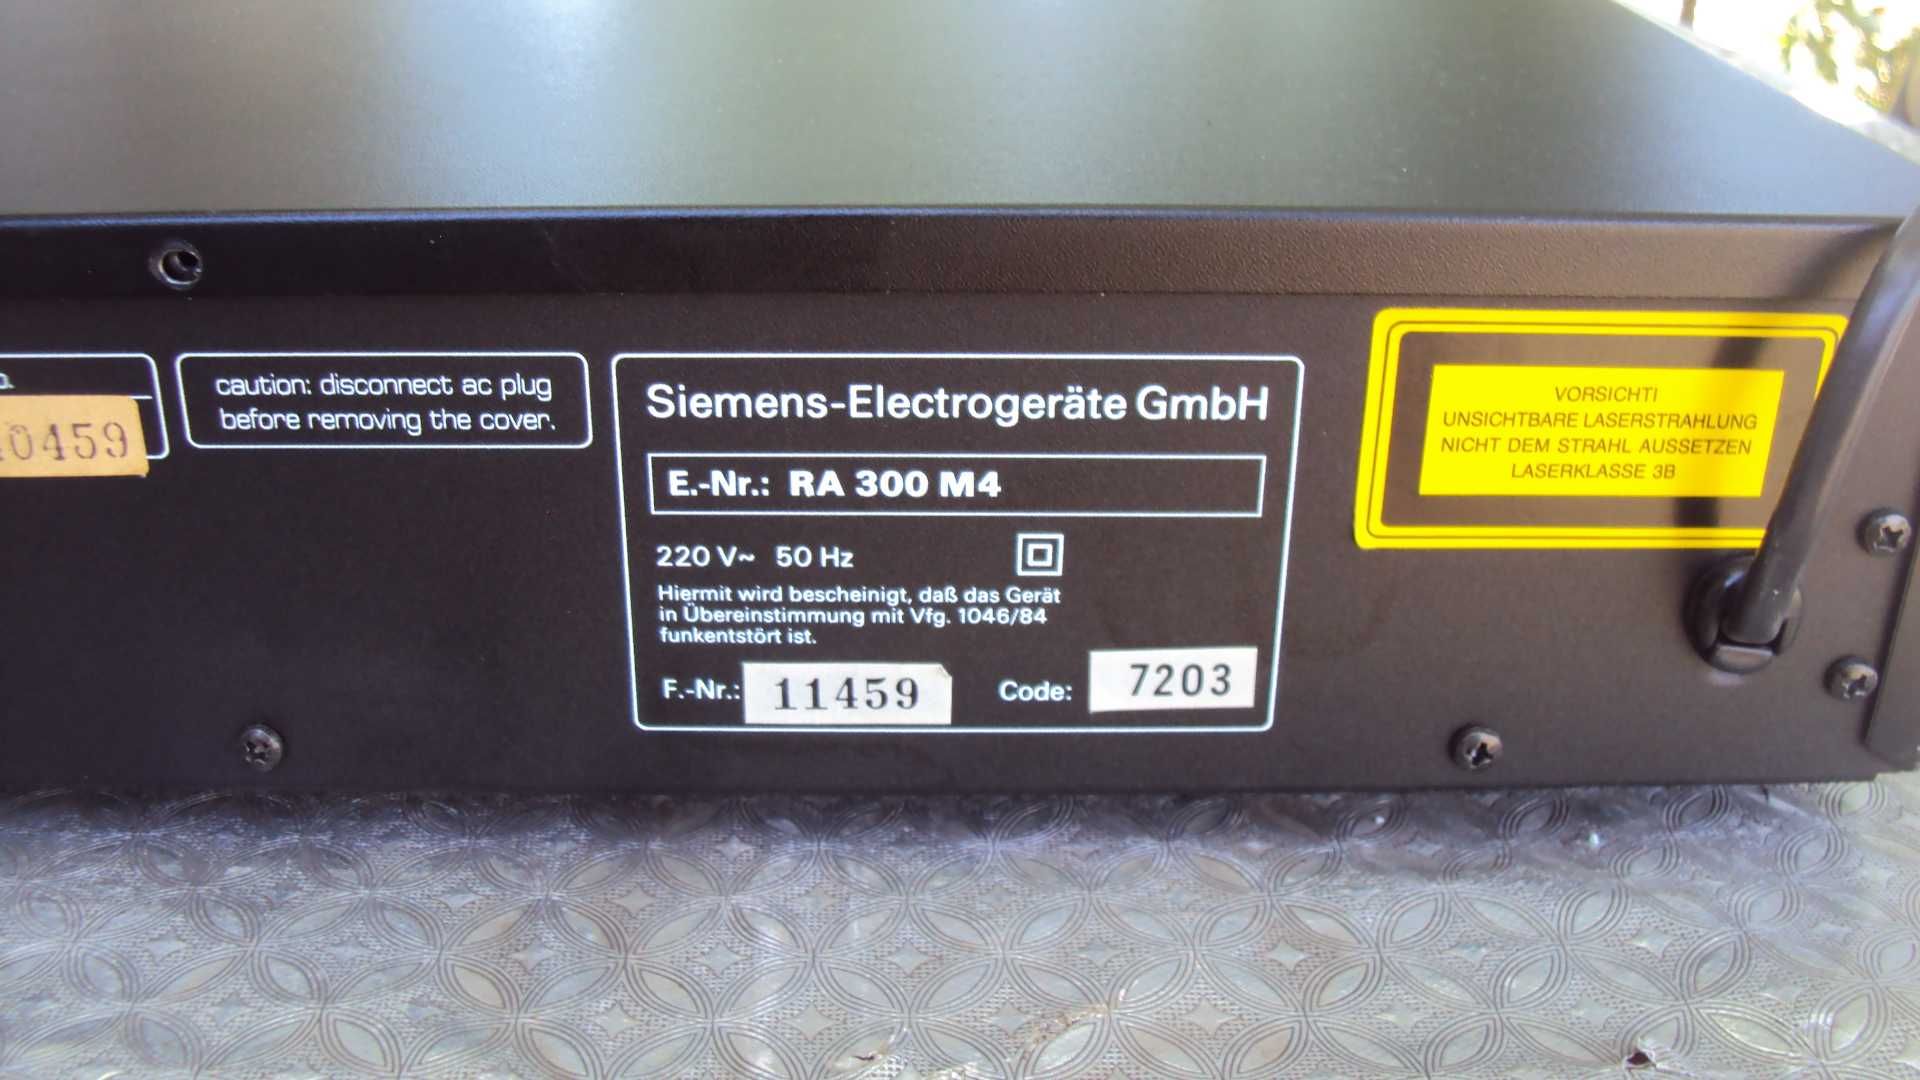 caution: disconnect ac plug
before removing the cover.
Siemens-Electrogeräte GmbH
E.-Nr.: RA 300 M4
220 V~ 50 Hz
Hiermit wird bescheinigt, daß das Gerät
in Übereinstimmung mit Vfg. 1046/84
funkentstört ist.
F.-Nr.: 11459 Code: 7203
VORSICHTI
UNSICHTBARE LASERSTRAHLUNG
NICHT DEM STRAHL AUSSETZEN
LASERKLASSE 3B